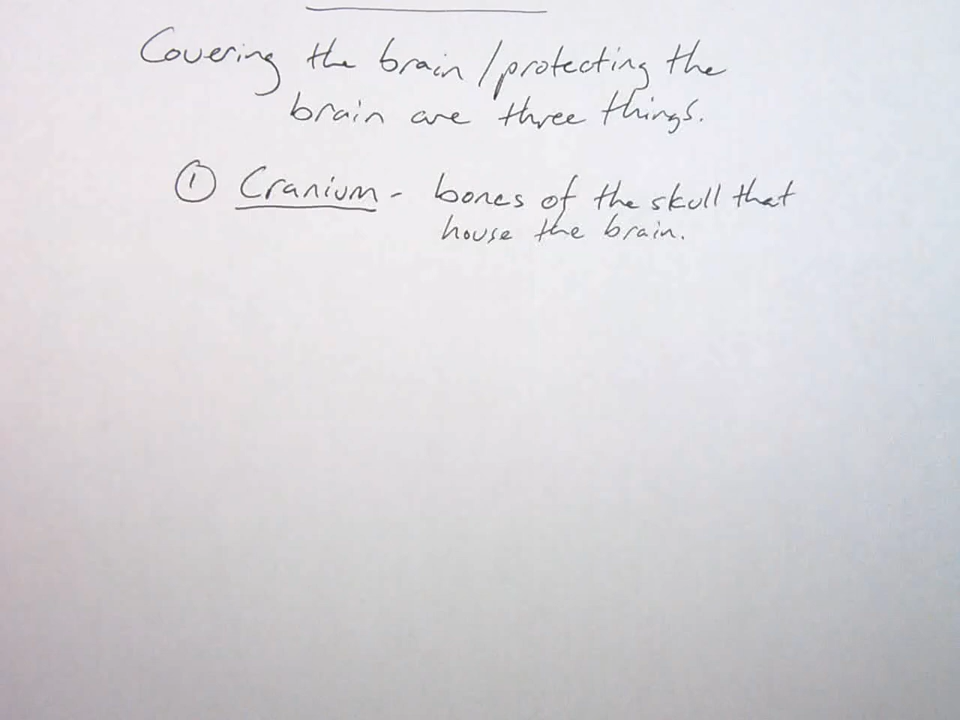 Covering the brain/protecting the
brain are three things.
① Cranium - bones of the skull that
house the brain.